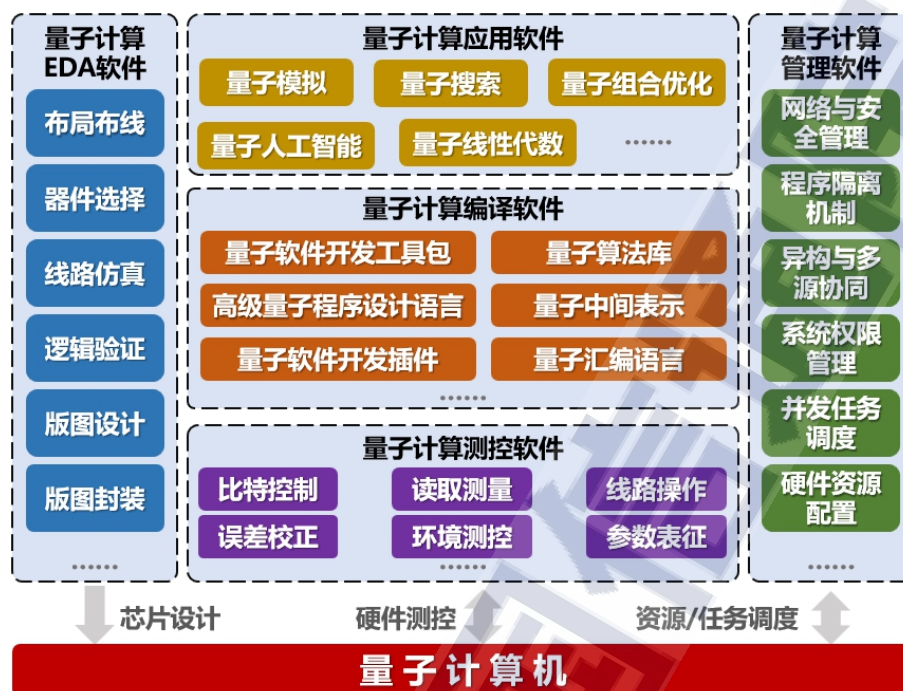 量子计算
EDA软件
布局布线
器件选择
线路仿真
逻辑验证
版图设计
版图封装
......
量子计算应用软件
量子模拟
量子搜索
量子组合优化
量子人工智能
量子线性代数
......
量子计算编译软件
量子软件开发工具包
量子算法库
高级量子程序设计语言
量子中间表示
量子软件开发插件
量子汇编语言
......
量子计算测控软件
比特控制
读取测量
线路操作
误差校正
环境测控
参数表征
......
量子计算
管理软件
网络与安
全管理
程序隔离
机制
异构与多
源协同
系统权限
管理
并发任务
调度
硬件资源
配置
......
芯片设计
硬件测控
资源/任务调度
量子计算机